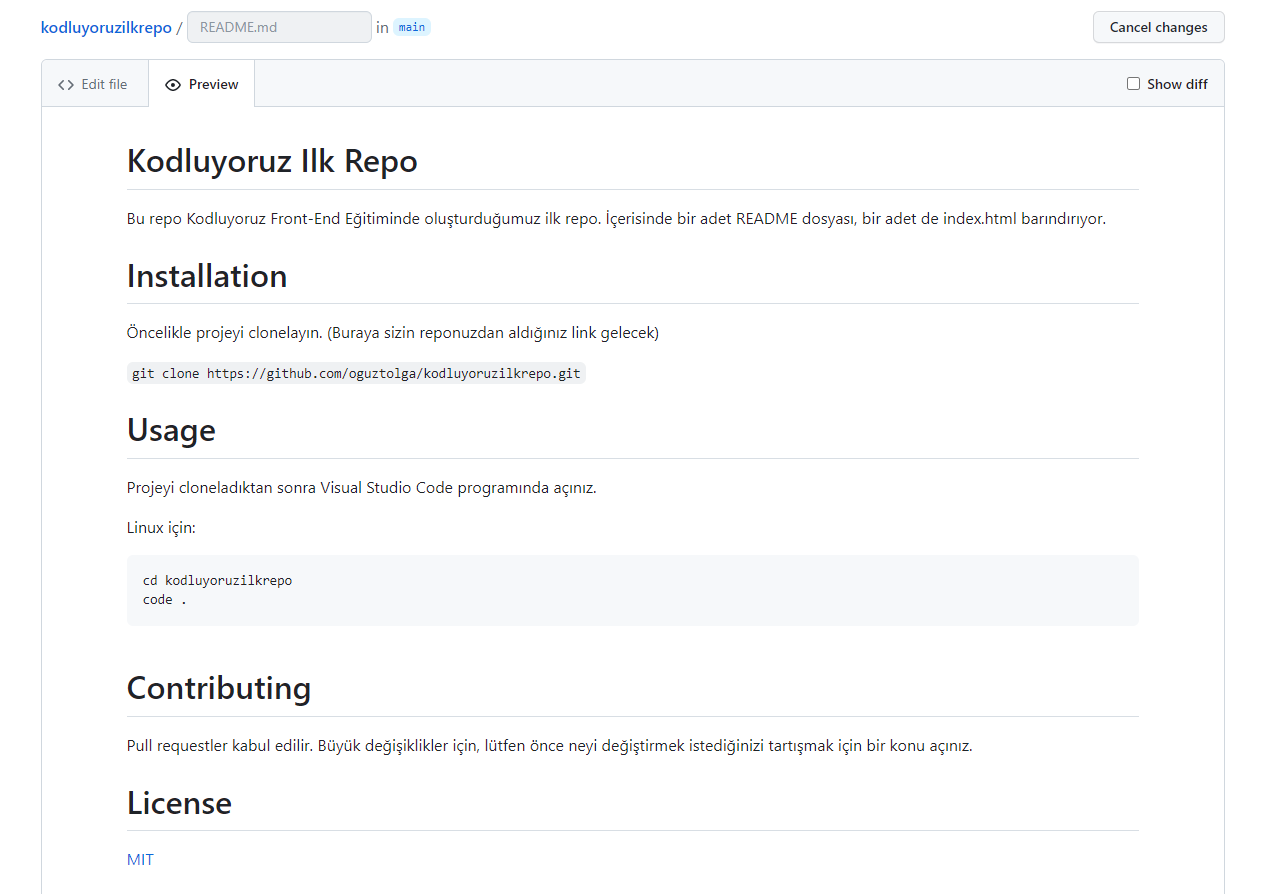 kodluyoruzilkrepo / README.md in main Cancel changes
Edit file Preview Show diff
Kodluyoruz Ilk Repo
Bu repo Kodluyoruz Front-End Eğitiminde oluşturduğumuz ilk repo. İçerisinde bir adet README dosyası, bir adet de index.html barındırıyor.
Installation
Öncelikle projeyi clonelayın. (Buraya sizin reponuzdan aldığınız link gelecek)
git clone https://github.com/oguztolga/kodluyoruzilkrepo.git
Usage
Projeyi cloneladıktan sonra Visual Studio Code programında açınız.
Linux için:
cd kodluyoruzilkrepo
code .
Contributing
Pull requestler kabul edilir. Büyük değişiklikler için, lütfen önce neyi değiştirmek istediğinizi tartışmak için bir konu açınız.
License
MIT